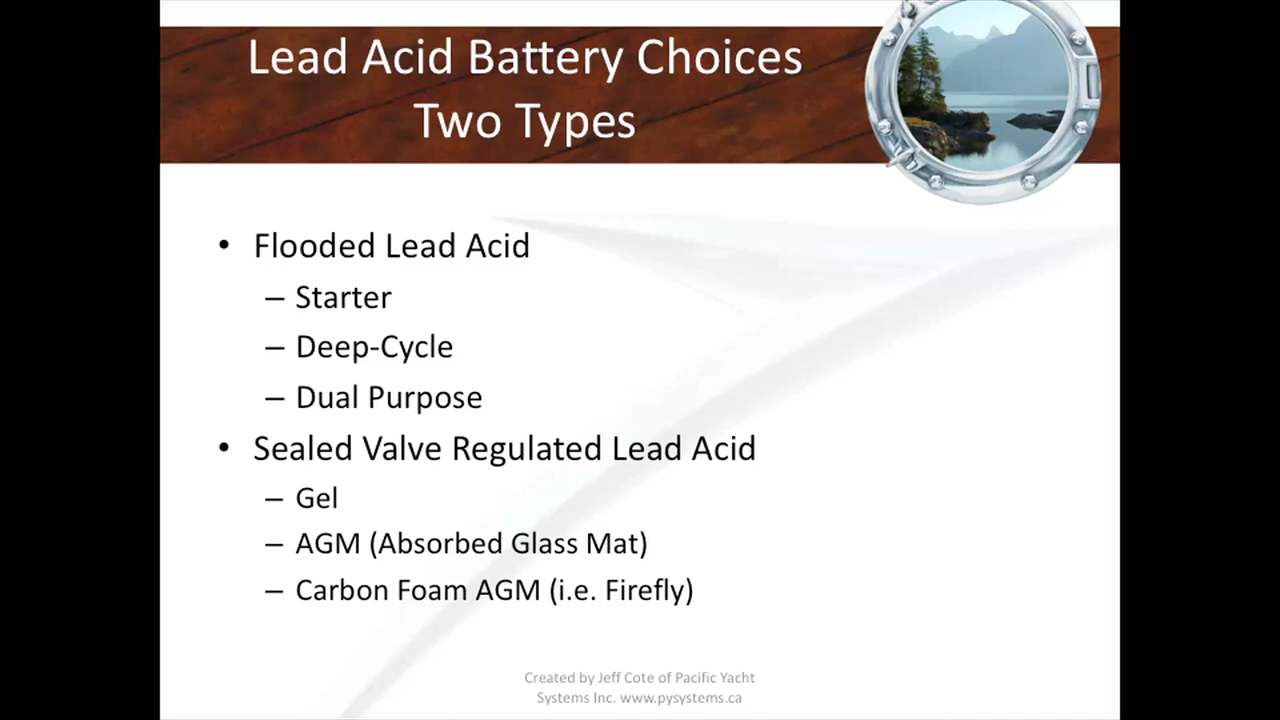 Lead Acid Battery Choices
Two Types
• Flooded Lead Acid
– Starter
– Deep-Cycle
– Dual Purpose
• Sealed Valve Regulated Lead Acid
– Gel
– AGM (Absorbed Glass Mat)
– Carbon Foam AGM (i.e. Firefly)
Created by Jeff Cote of Pacific Yacht
Systems Inc. www.pysystems.ca